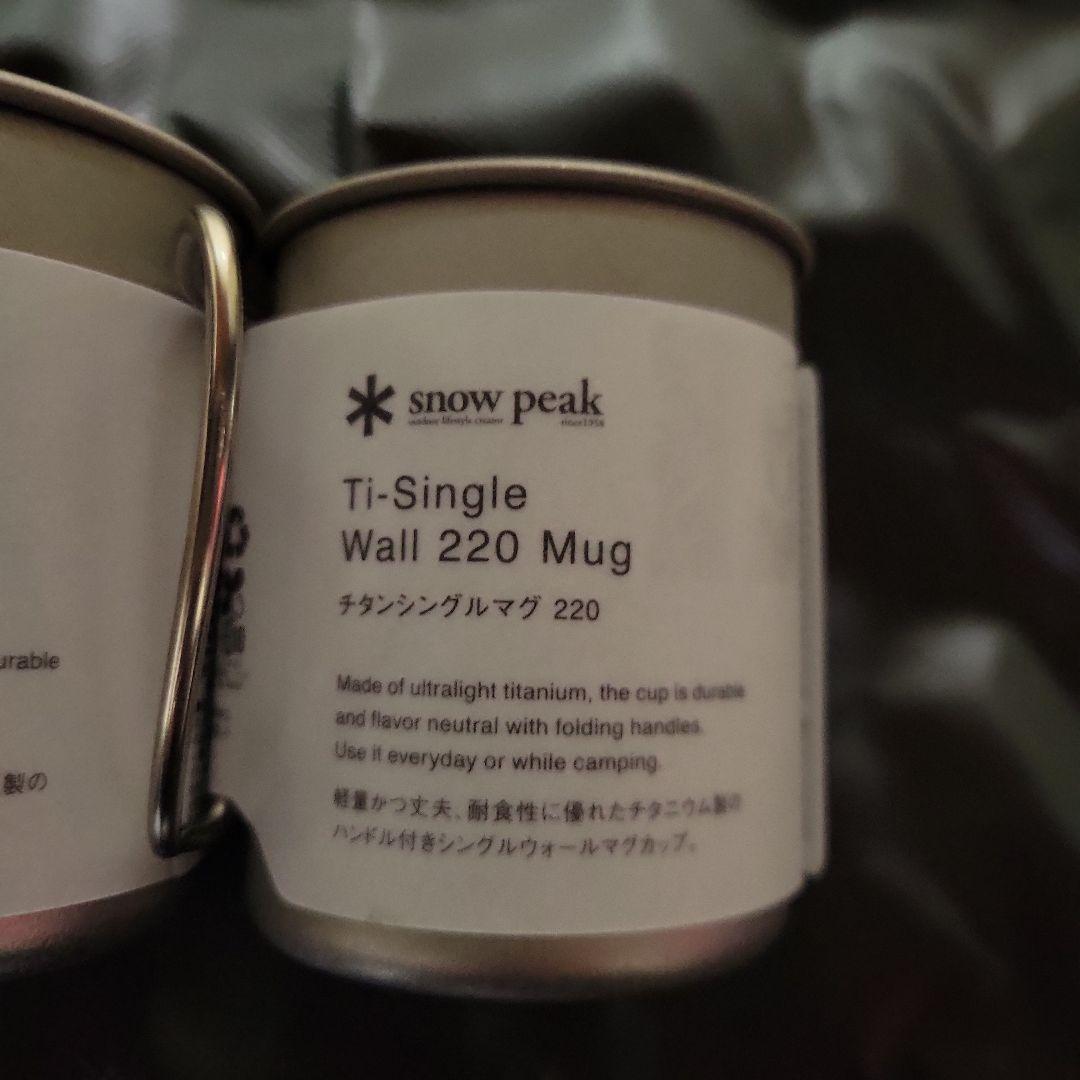 urable
製の
snow peak
outdoor lifestyle creator since1958
Ti-Single
Wall 220 Mug
チタンシングルマグ 220
Made of ultralight titanium, the cup is durable
and flavor neutral with folding handles.
Use it everyday or while camping.
軽量かつ丈夫、耐食性に優れたチタニウム製の
ハンドル付きシングルウォールマグカップ。